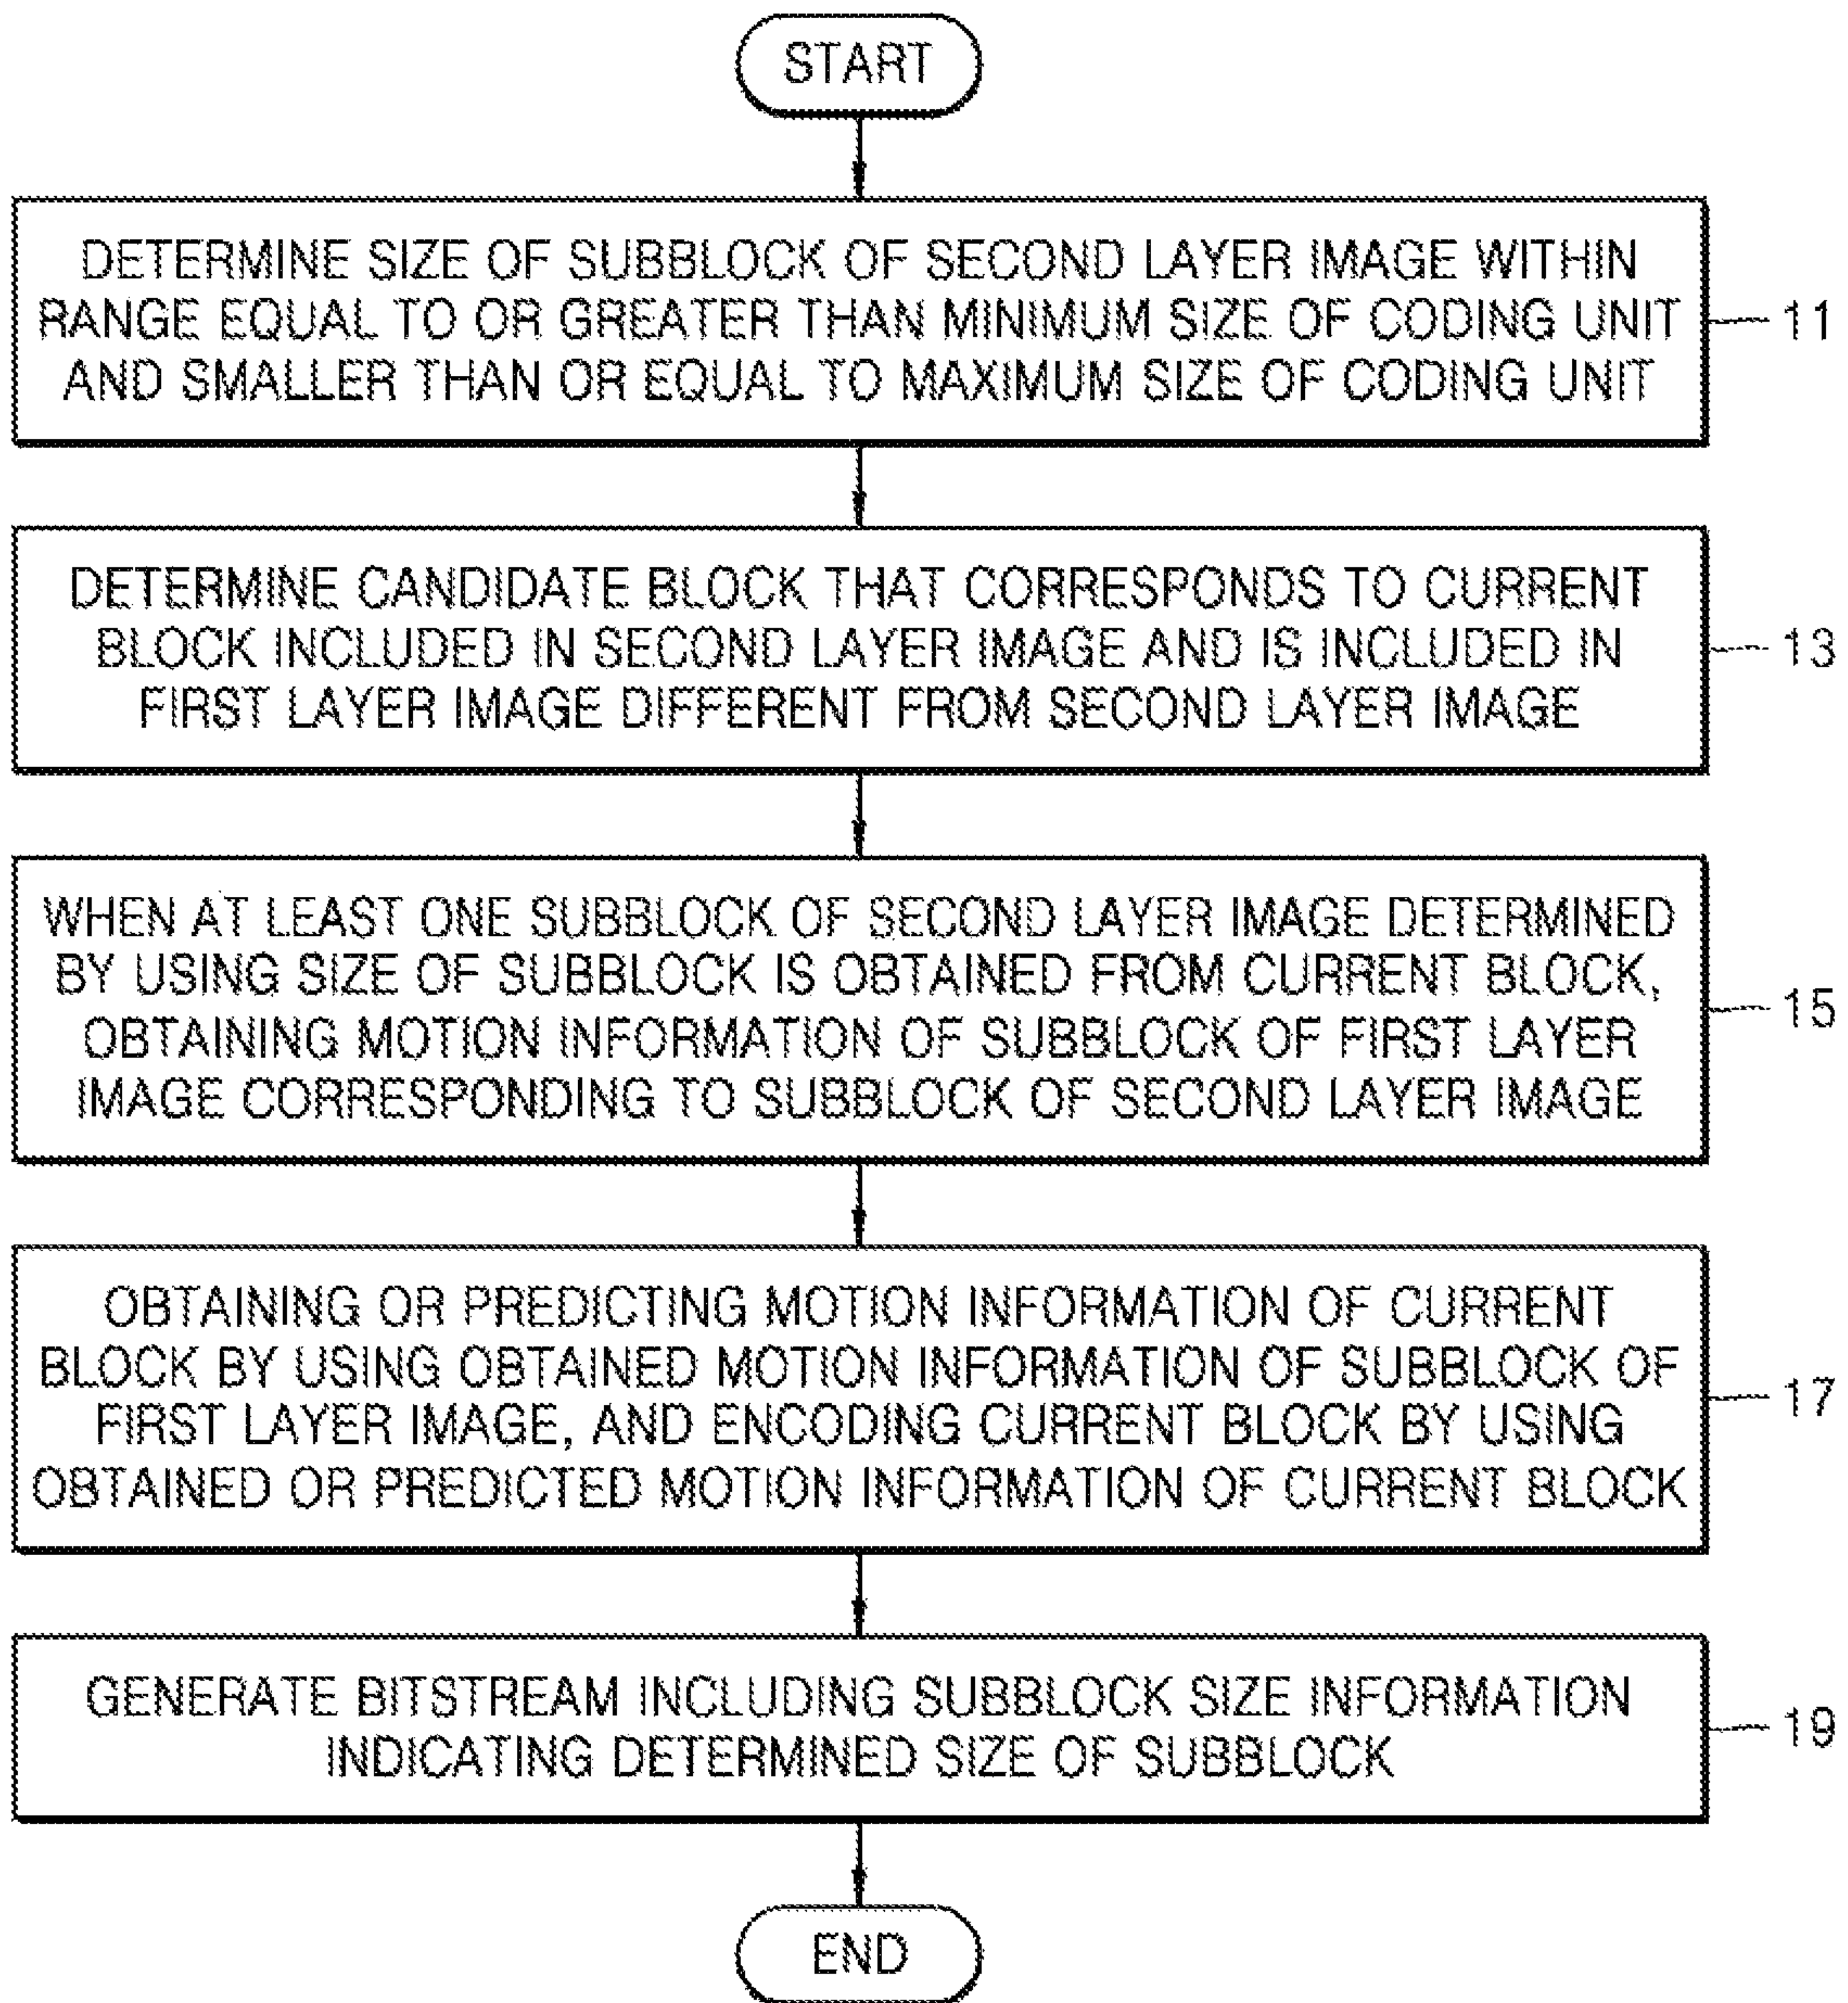 START
DETERMINE SIZE OF SUBBLOCK OF SECOND LAYER IMAGE WITHIN
RANGE EQUAL TO OR GREATER THAN MINIMUM SIZE OF CODING UNIT
AND SMALLER THAN OR EQUAL TO MAXIMUM SIZE OF CODING UNIT
11
DETERMINE CANDIDATE BLOCK THAT CORRESPONDS TO CURRENT
BLOCK INCLUDED IN SECOND LAYER IMAGE AND IS INCLUDED IN
FIRST LAYER IMAGE DIFFERENT FROM SECOND LAYER IMAGE
13
WHEN AT LEAST ONE SUBBLOCK OF SECOND LAYER IMAGE DETERMINED
BY USING SIZE OF SUBBLOCK IS OBTAINED FROM CURRENT BLOCK,
OBTAINING MOTION INFORMATION OF SUBBLOCK OF FIRST LAYER
IMAGE CORRESPONDING TO SUBBLOCK OF SECOND LAYER IMAGE
15
OBTAINING OR PREDICTING MOTION INFORMATION OF CURRENT
BLOCK BY USING OBTAINED MOTION INFORMATION OF SUBBLOCK OF
FIRST LAYER IMAGE, AND ENCODING CURRENT BLOCK BY USING
OBTAINED OR PREDICTED MOTION INFORMATION OF CURRENT BLOCK
17
GENERATE BITSTREAM INCLUDING SUBBLOCK SIZE INFORMATION
INDICATING DETERMINED SIZE OF SUBBLOCK
19
END